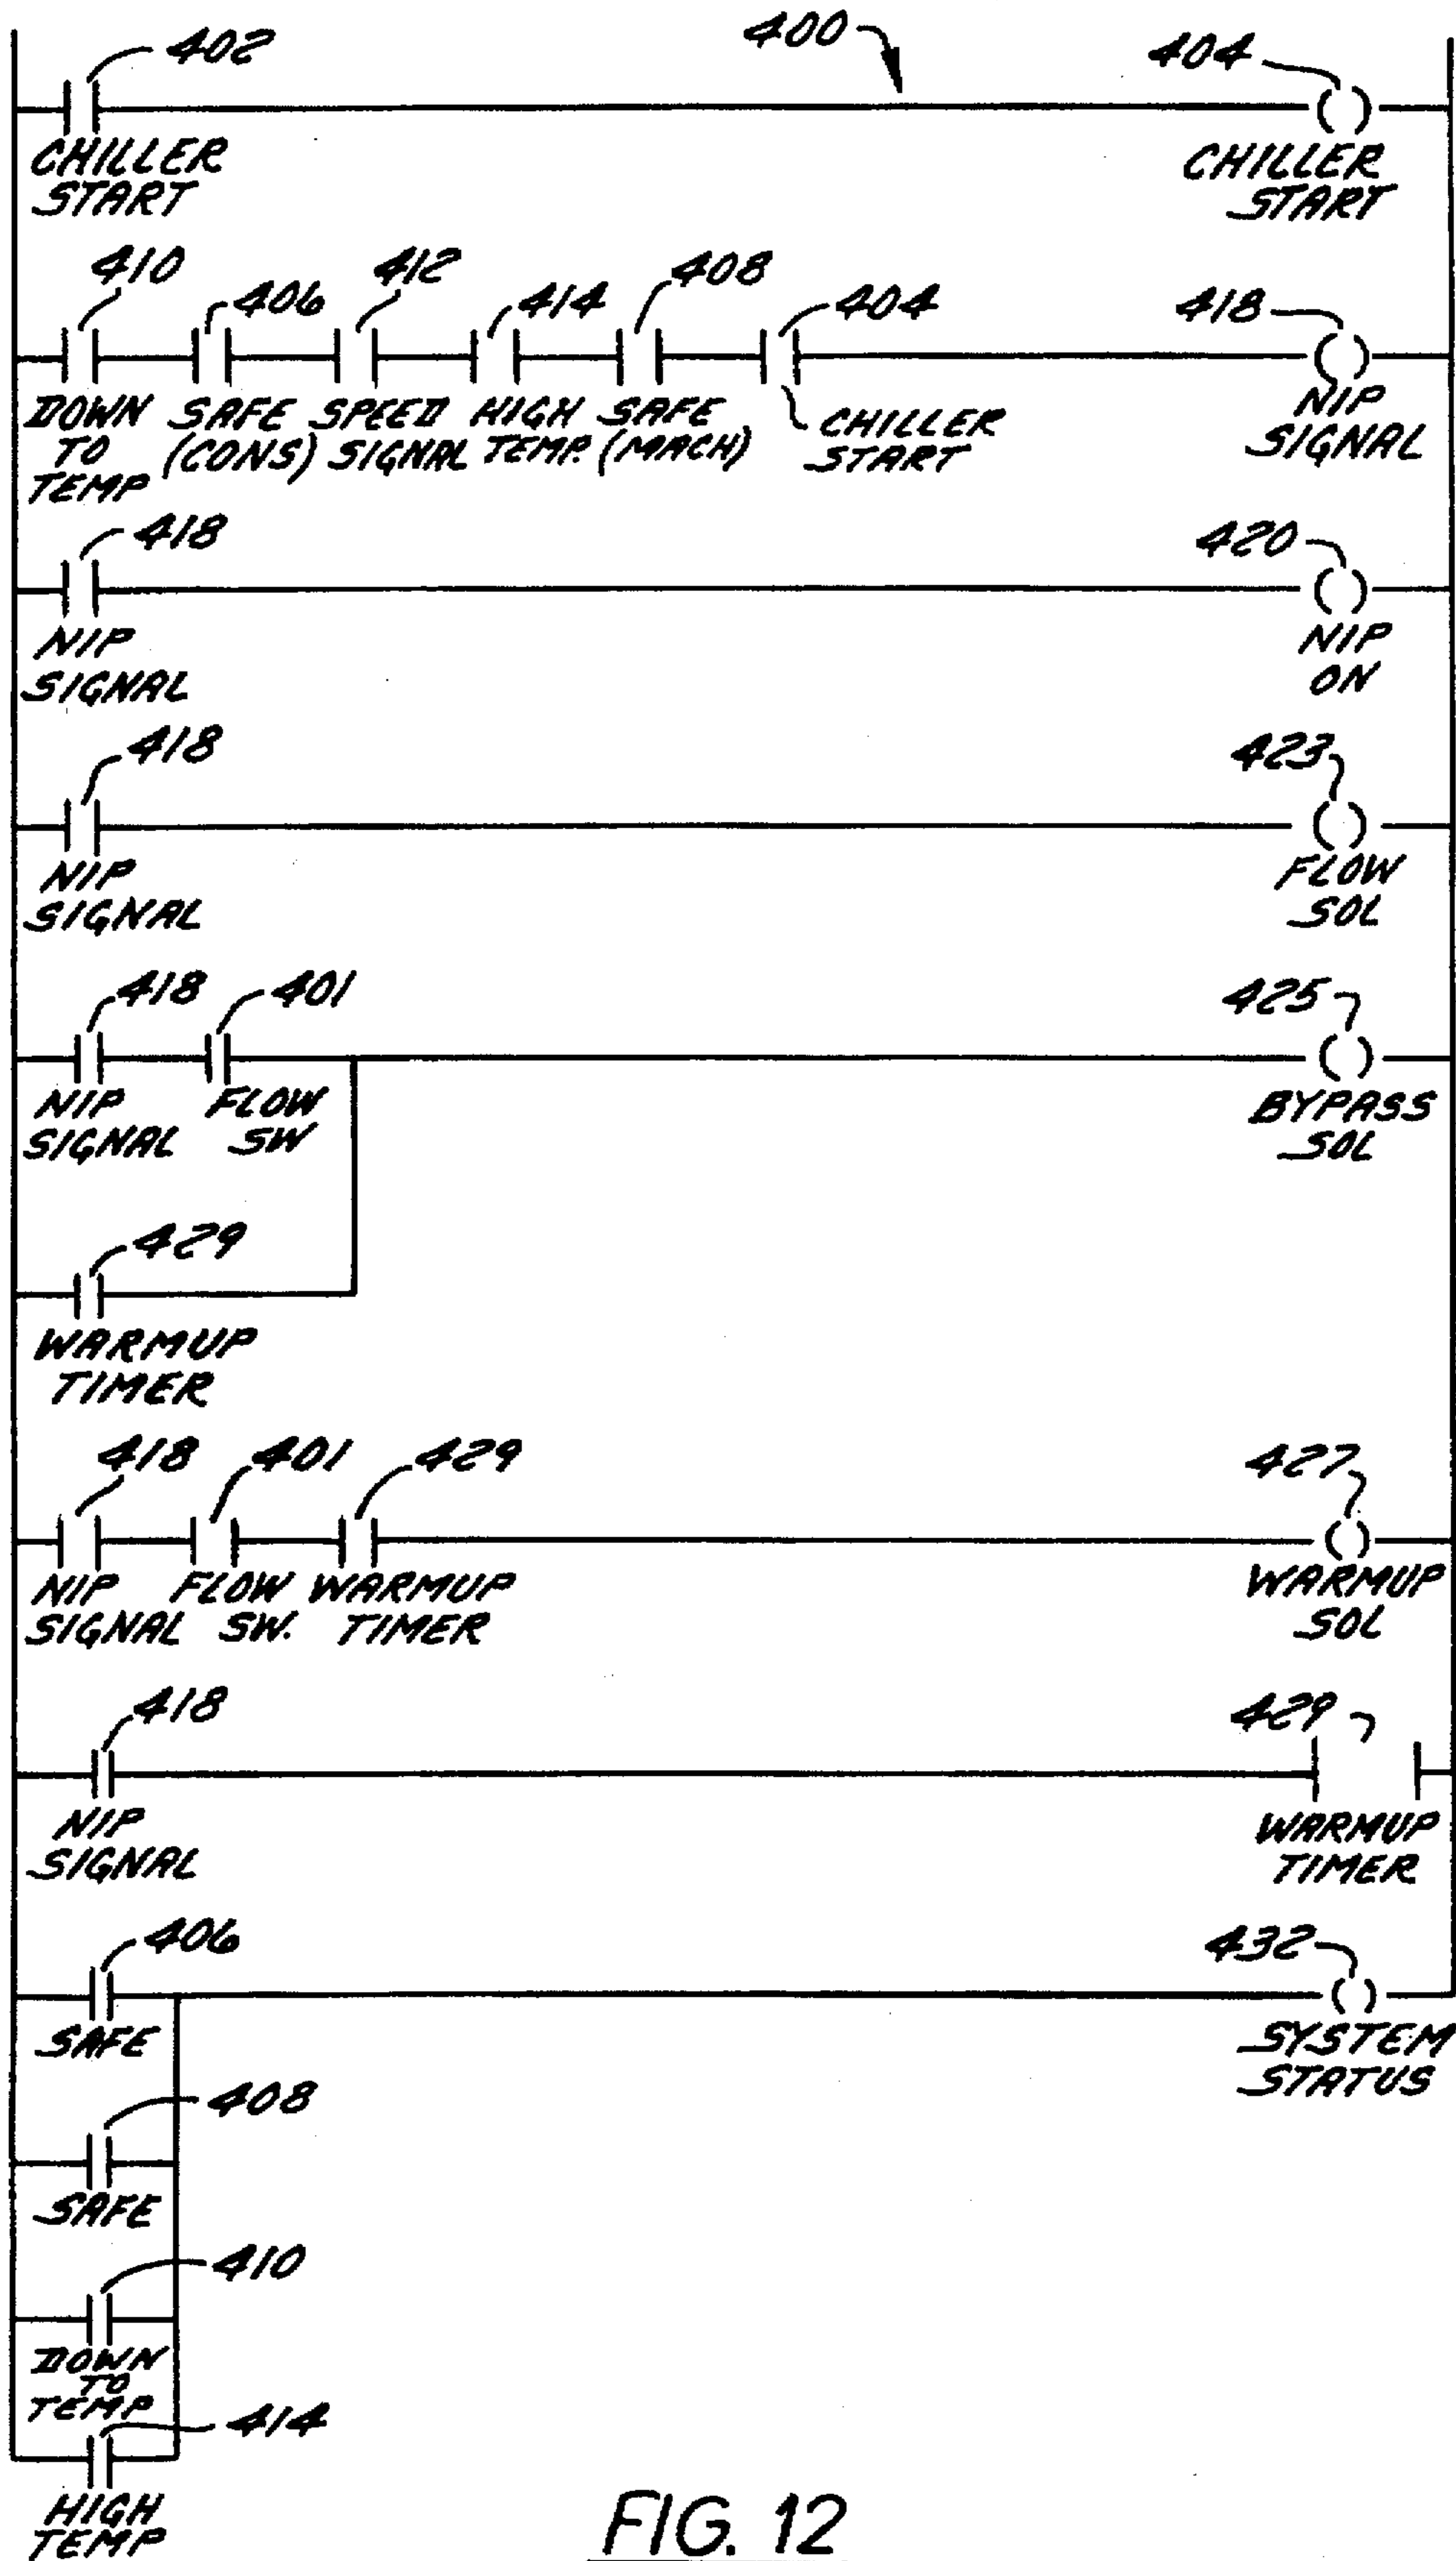 402
400
404
CHILLER
START
CHILLER
START
410
406
412
414
408
404
418
DOWN
TO
TEMP
SAFE
(CONS)
SPEED
SIGNAL
HIGH
TEMP.
SAFE
(MACH)
CHILLER
START
NIP
SIGNAL
418
420
NIP
SIGNAL
NIP
ON
418
423
NIP
SIGNAL
FLOW
SOL
418
401
425
NIP
SIGNAL
FLOW
SW
BYPASS
SOL
429
WARMUP
TIMER
418
401
429
427
NIP
SIGNAL
FLOW
SW.
WARMUP
TIMER
WARMUP
SOL
418
429
NIP
SIGNAL
WARMUP
TIMER
406
432
SAFE
SYSTEM
STATUS
408
SAFE
410
DOWN
TO
TEMP
414
HIGH
TEMP
FIG. 12